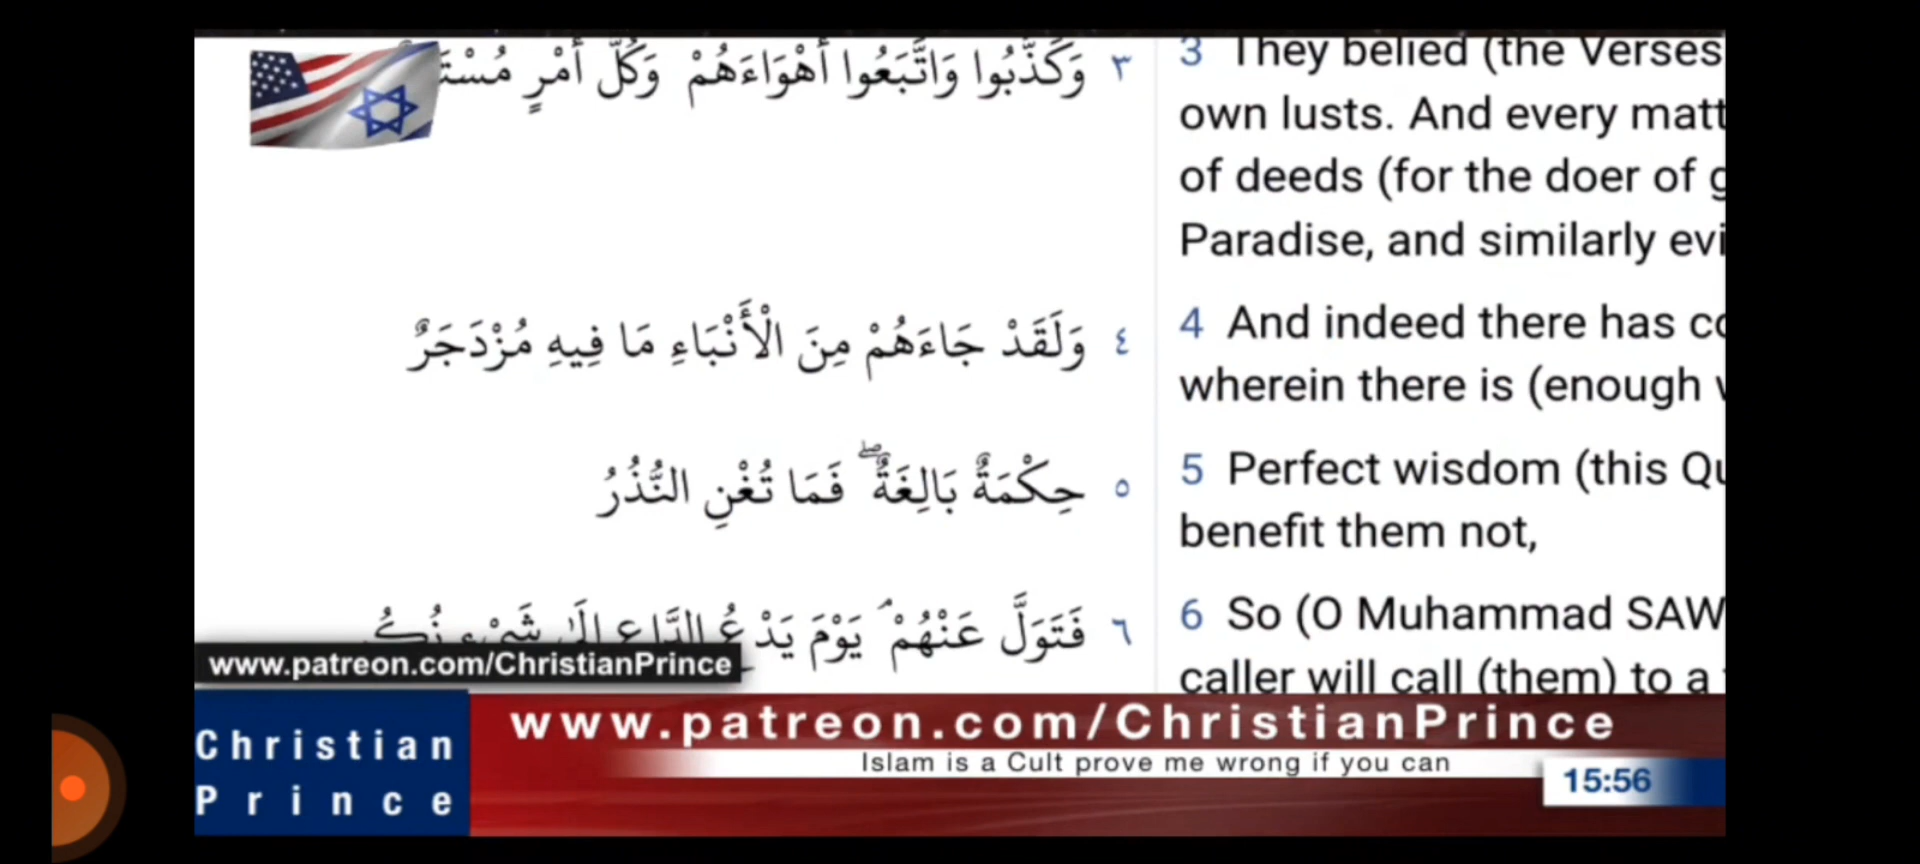 وَكَذَّبُوا وَاتَّبَعُوا أَهْوَاءَهُمْ وَكُلُّ أَمْرٍ ٣
3 They belied (the Verses
own lusts. And every matt
of deeds (for the doer of g
Paradise, and similarly evi
وَلَقَدْ جَاءَهُمْ مِنَ الْأَنْبَاءِ مَا فِيهِ مُزْدَجَرٌ ٤
4 And indeed there has co
wherein there is (enough
حِكْمَةٌ بَالِغَةٌ ۖ فَمَا تُغْنِ النُّذُرُ ٥
5 Perfect wisdom (this Qu
benefit them not,
فَتَوَلَّ عَنْهُمْ ۘ يَوْمَ يَدْعُ الدَّاعِ إِلَىٰ شَيْءٍ نُكُرٍ ٦
6 So (O Muhammad SAW
caller will call (them) to a
www.patreon.com/ChristianPrince
Christian
Prince
www.patreon.com/ChristianPrince
Islam is a Cult prove me wrong if you can
15:56